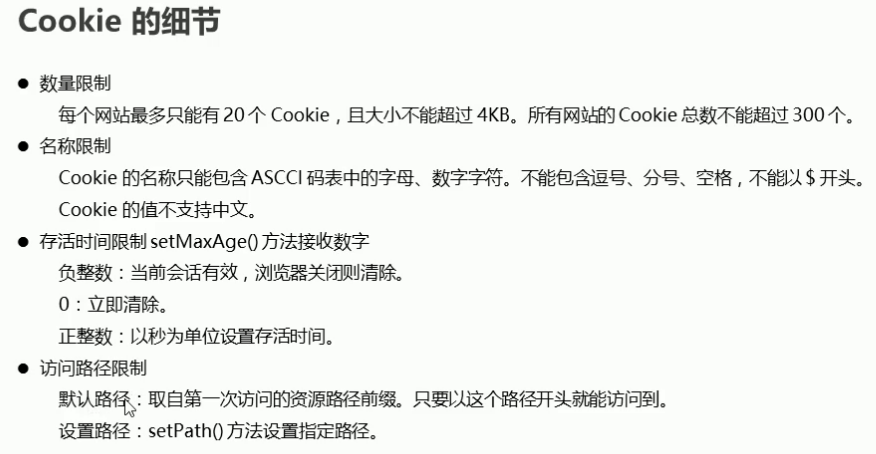 Cookie 的细节
● 数量限制
每个网站最多只能有 20 个 Cookie，且大小不能超过 4KB。所有网站的 Cookie 总数不能超过 300 个。
● 名称限制
Cookie 的名称只能包含 ASCCI 码表中的字母、数字字符。不能包含逗号、分号、空格，不能以 $ 开头。
Cookie 的值不支持中文。
● 存活时间限制 setMaxAge() 方法接收数字
负整数：当前会话有效，浏览器关闭则清除。
0：立即清除。
正整数：以秒为单位设置存活时间。
● 访问路径限制
默认路径：取自第一次访问的资源路径前缀。只要以这个路径开头就能访问到。
设置路径：setPath() 方法设置指定路径。